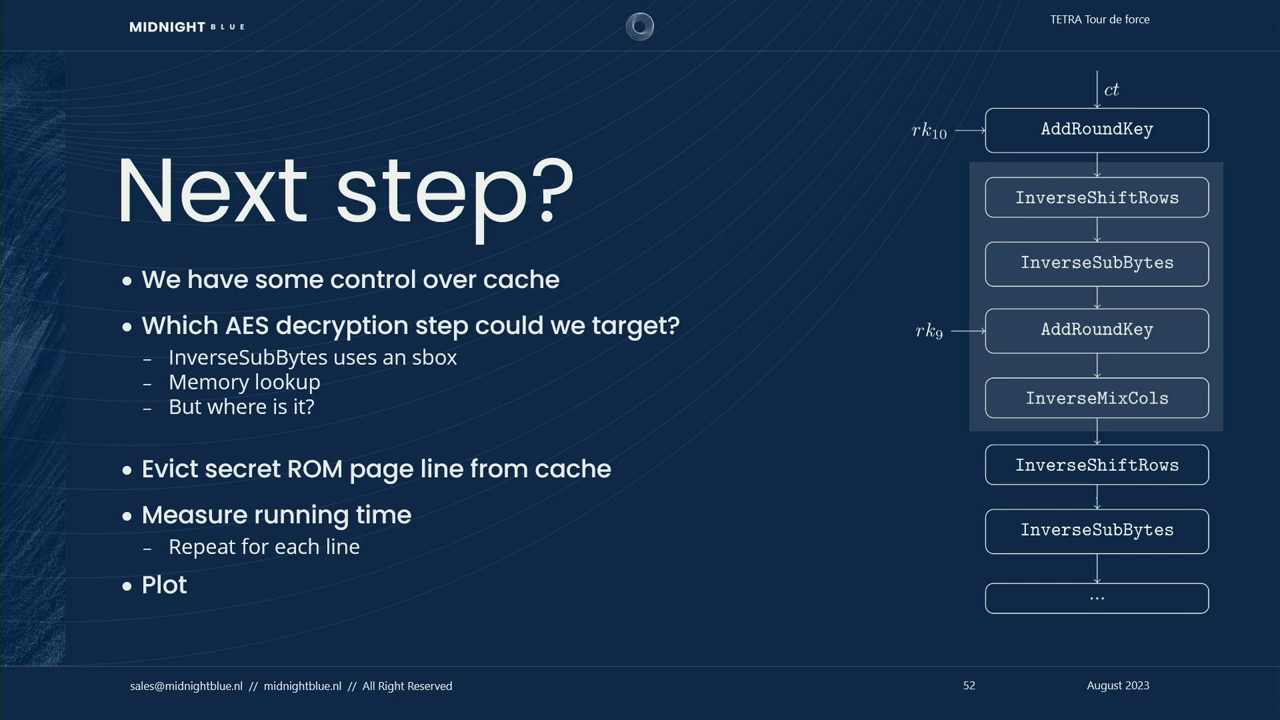 MIDNIGHT BLUE
TETRA Tour de force
Next step?
• We have some control over cache
• Which AES decryption step could we target?
– InverseSubBytes uses an sbox
– Memory lookup
– But where is it?
• Evict secret ROM page line from cache
• Measure running time
– Repeat for each line
• Plot
ct
rk10
AddRoundKey
InverseShiftRows
InverseSubBytes
rk9
AddRoundKey
InverseMixCols
InverseShiftRows
InverseSubBytes
...
sales@midnightblue.nl // midnightblue.nl // All Right Reserved
52
August 2023